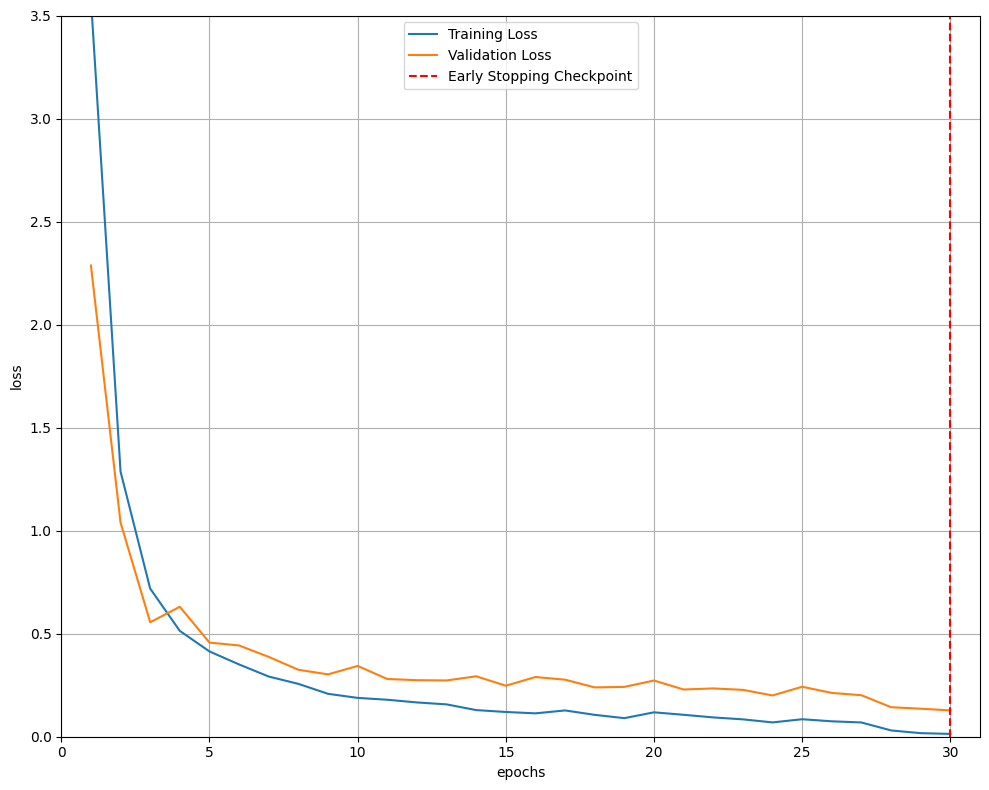 3.5
3.0
2.5
2.0
1.5
1.0
0.5
0.0
loss
Training Loss
Validation Loss
Early Stopping Checkpoint
0 5 10 15 20 25 30
epochs